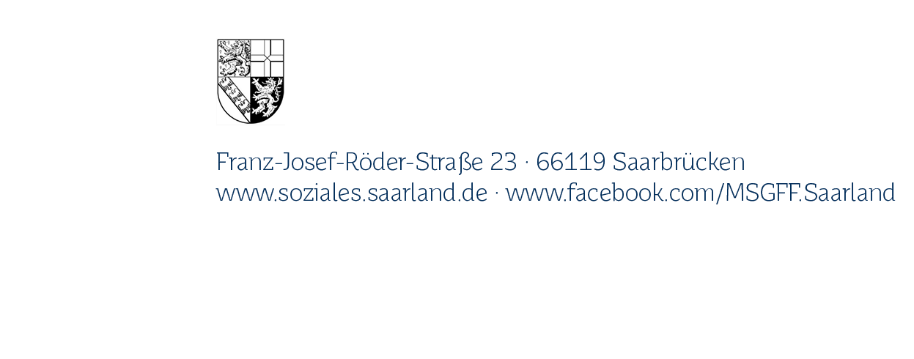 Franz-Josef-Röder-Straße 23 · 66119 Saarbrücken
www.soziales.saarland.de · www.facebook.com/MSGFF.Saarland